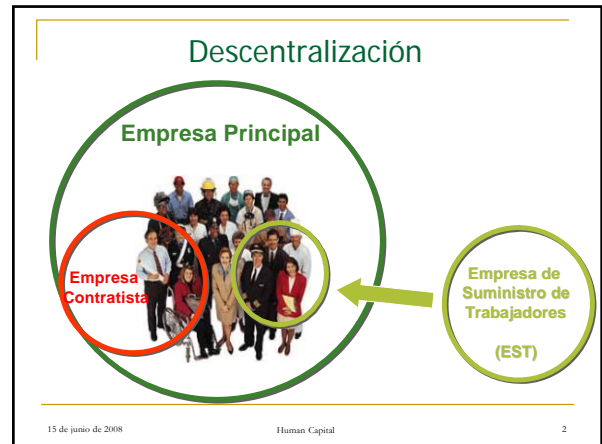 Descentralización
Empresa Principal
Empresa
Contratista
Empresa de
Suministro de
Trabajadores
(EST)
15 de junio de 2008 Human Capital 2